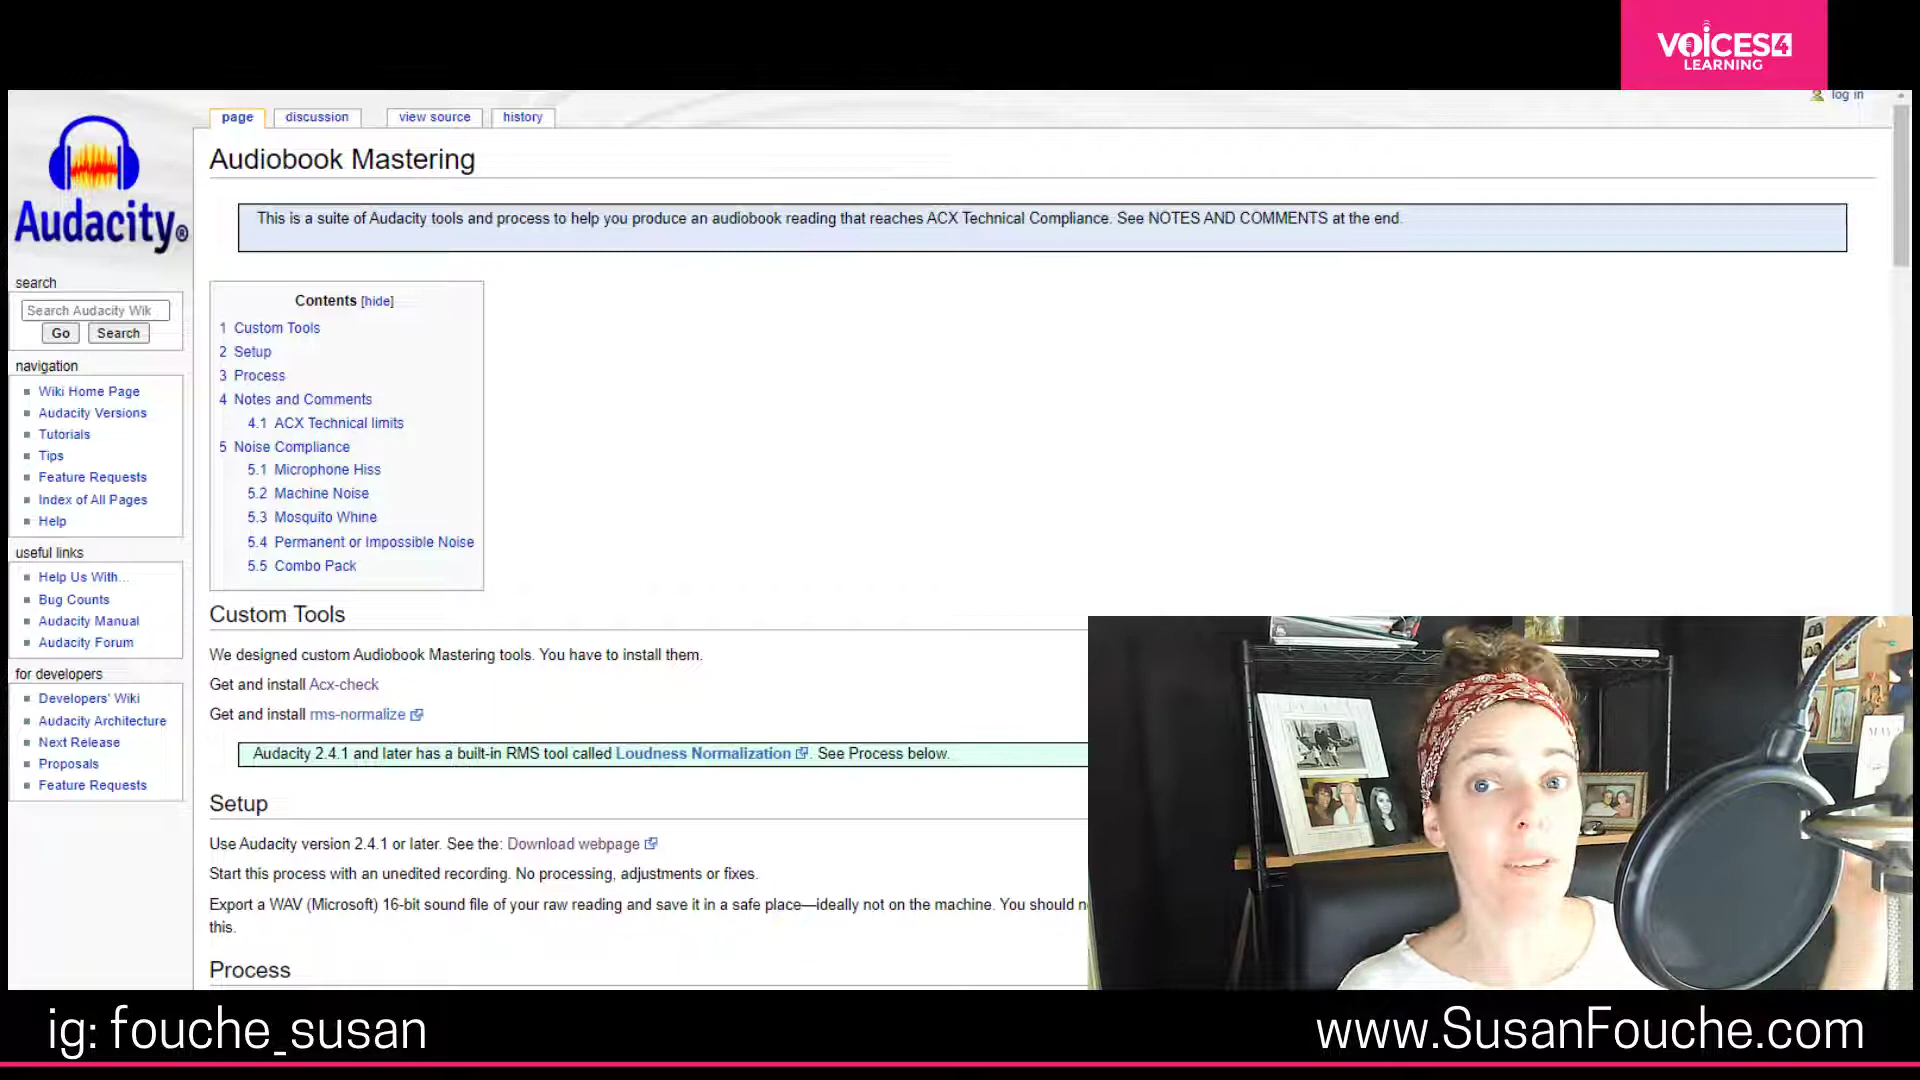 VOiCES4
LEARNING
log in
page
discussion
view source
history
Audacity®
Audiobook Mastering
This is a suite of Audacity tools and process to help you produce an audiobook reading that reaches ACX Technical Compliance. See NOTES AND COMMENTS at the end.
search
Search Audacity Wik
Go
Search
navigation
Wiki Home Page
Audacity Versions
Tutorials
Tips
Feature Requests
Index of All Pages
Help
useful links
Help Us With...
Bug Counts
Audacity Manual
Audacity Forum
for developers
Developers' Wiki
Audacity Architecture
Next Release
Proposals
Feature Requests
Contents [hide]
1 Custom Tools
2 Setup
3 Process
4 Notes and Comments
4.1 ACX Technical limits
5 Noise Compliance
5.1 Microphone Hiss
5.2 Machine Noise
5.3 Mosquito Whine
5.4 Permanent or Impossible Noise
5.5 Combo Pack
Custom Tools
We designed custom Audiobook Mastering tools. You have to install them.
Get and install Acx-check
Get and install rms-normalize
Audacity 2.4.1 and later has a built-in RMS tool called Loudness Normalization. See Process below.
Setup
Use Audacity version 2.4.1 or later. See the: Download webpage
Start this process with an unedited recording. No processing, adjustments or fixes.
Export a WAV (Microsoft) 16-bit sound file of your raw reading and save it in a safe place—ideally not on the machine. You should
this.
Process
ig: fouche_susan
www.SusanFouche.com